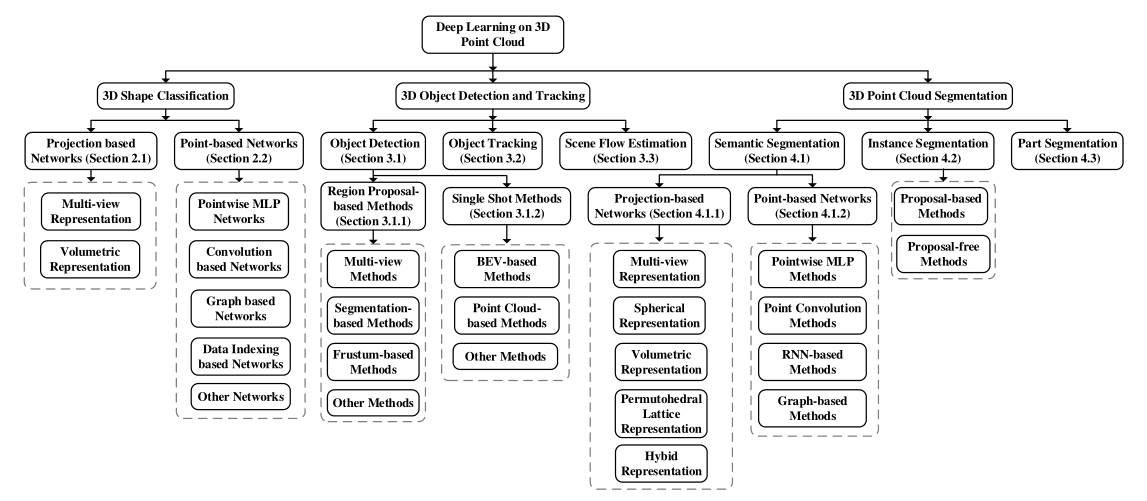 Deep Learning on 3D
Point Cloud
3D Shape Classification
3D Object Detection and Tracking
3D Point Cloud Segmentation
Projection based
Networks (Section 2.1)
Point-based Networks
(Section 2.2)
Object Detection
(Section 3.1)
Object Tracking
(Section 3.2)
Scene Flow Estimation
(Section 3.3)
Semantic Segmentation
(Section 4.1)
Instance Segmentation
(Section 4.2)
Part Segmentation
(Section 4.3)
Multi-view
Representation
Volumetric
Representation
Pointwise MLP
Networks
Convolution
based Networks
Graph based
Networks
Data Indexing
based Networks
Other Networks
Region Proposal-
based Methods
(Section 3.1.1)
Single Shot Methods
(Section 3.1.2)
Multi-view
Methods
Segmentation-
based Methods
Frustum-based
Methods
Other Methods
BEV-based
Methods
Point Cloud-
based Methods
Other Methods
Projection-based
Networks (Section 4.1.1)
Point-based Networks
(Section 4.1.2)
Multi-view
Representation
Spherical
Representation
Volumetric
Representation
Permutohedral
Lattice
Representation
Hybid
Representation
Pointwise MLP
Methods
Point Convolution
Methods
RNN-based
Methods
Graph-based
Methods
Proposal-based
Methods
Proposal-free
Methods